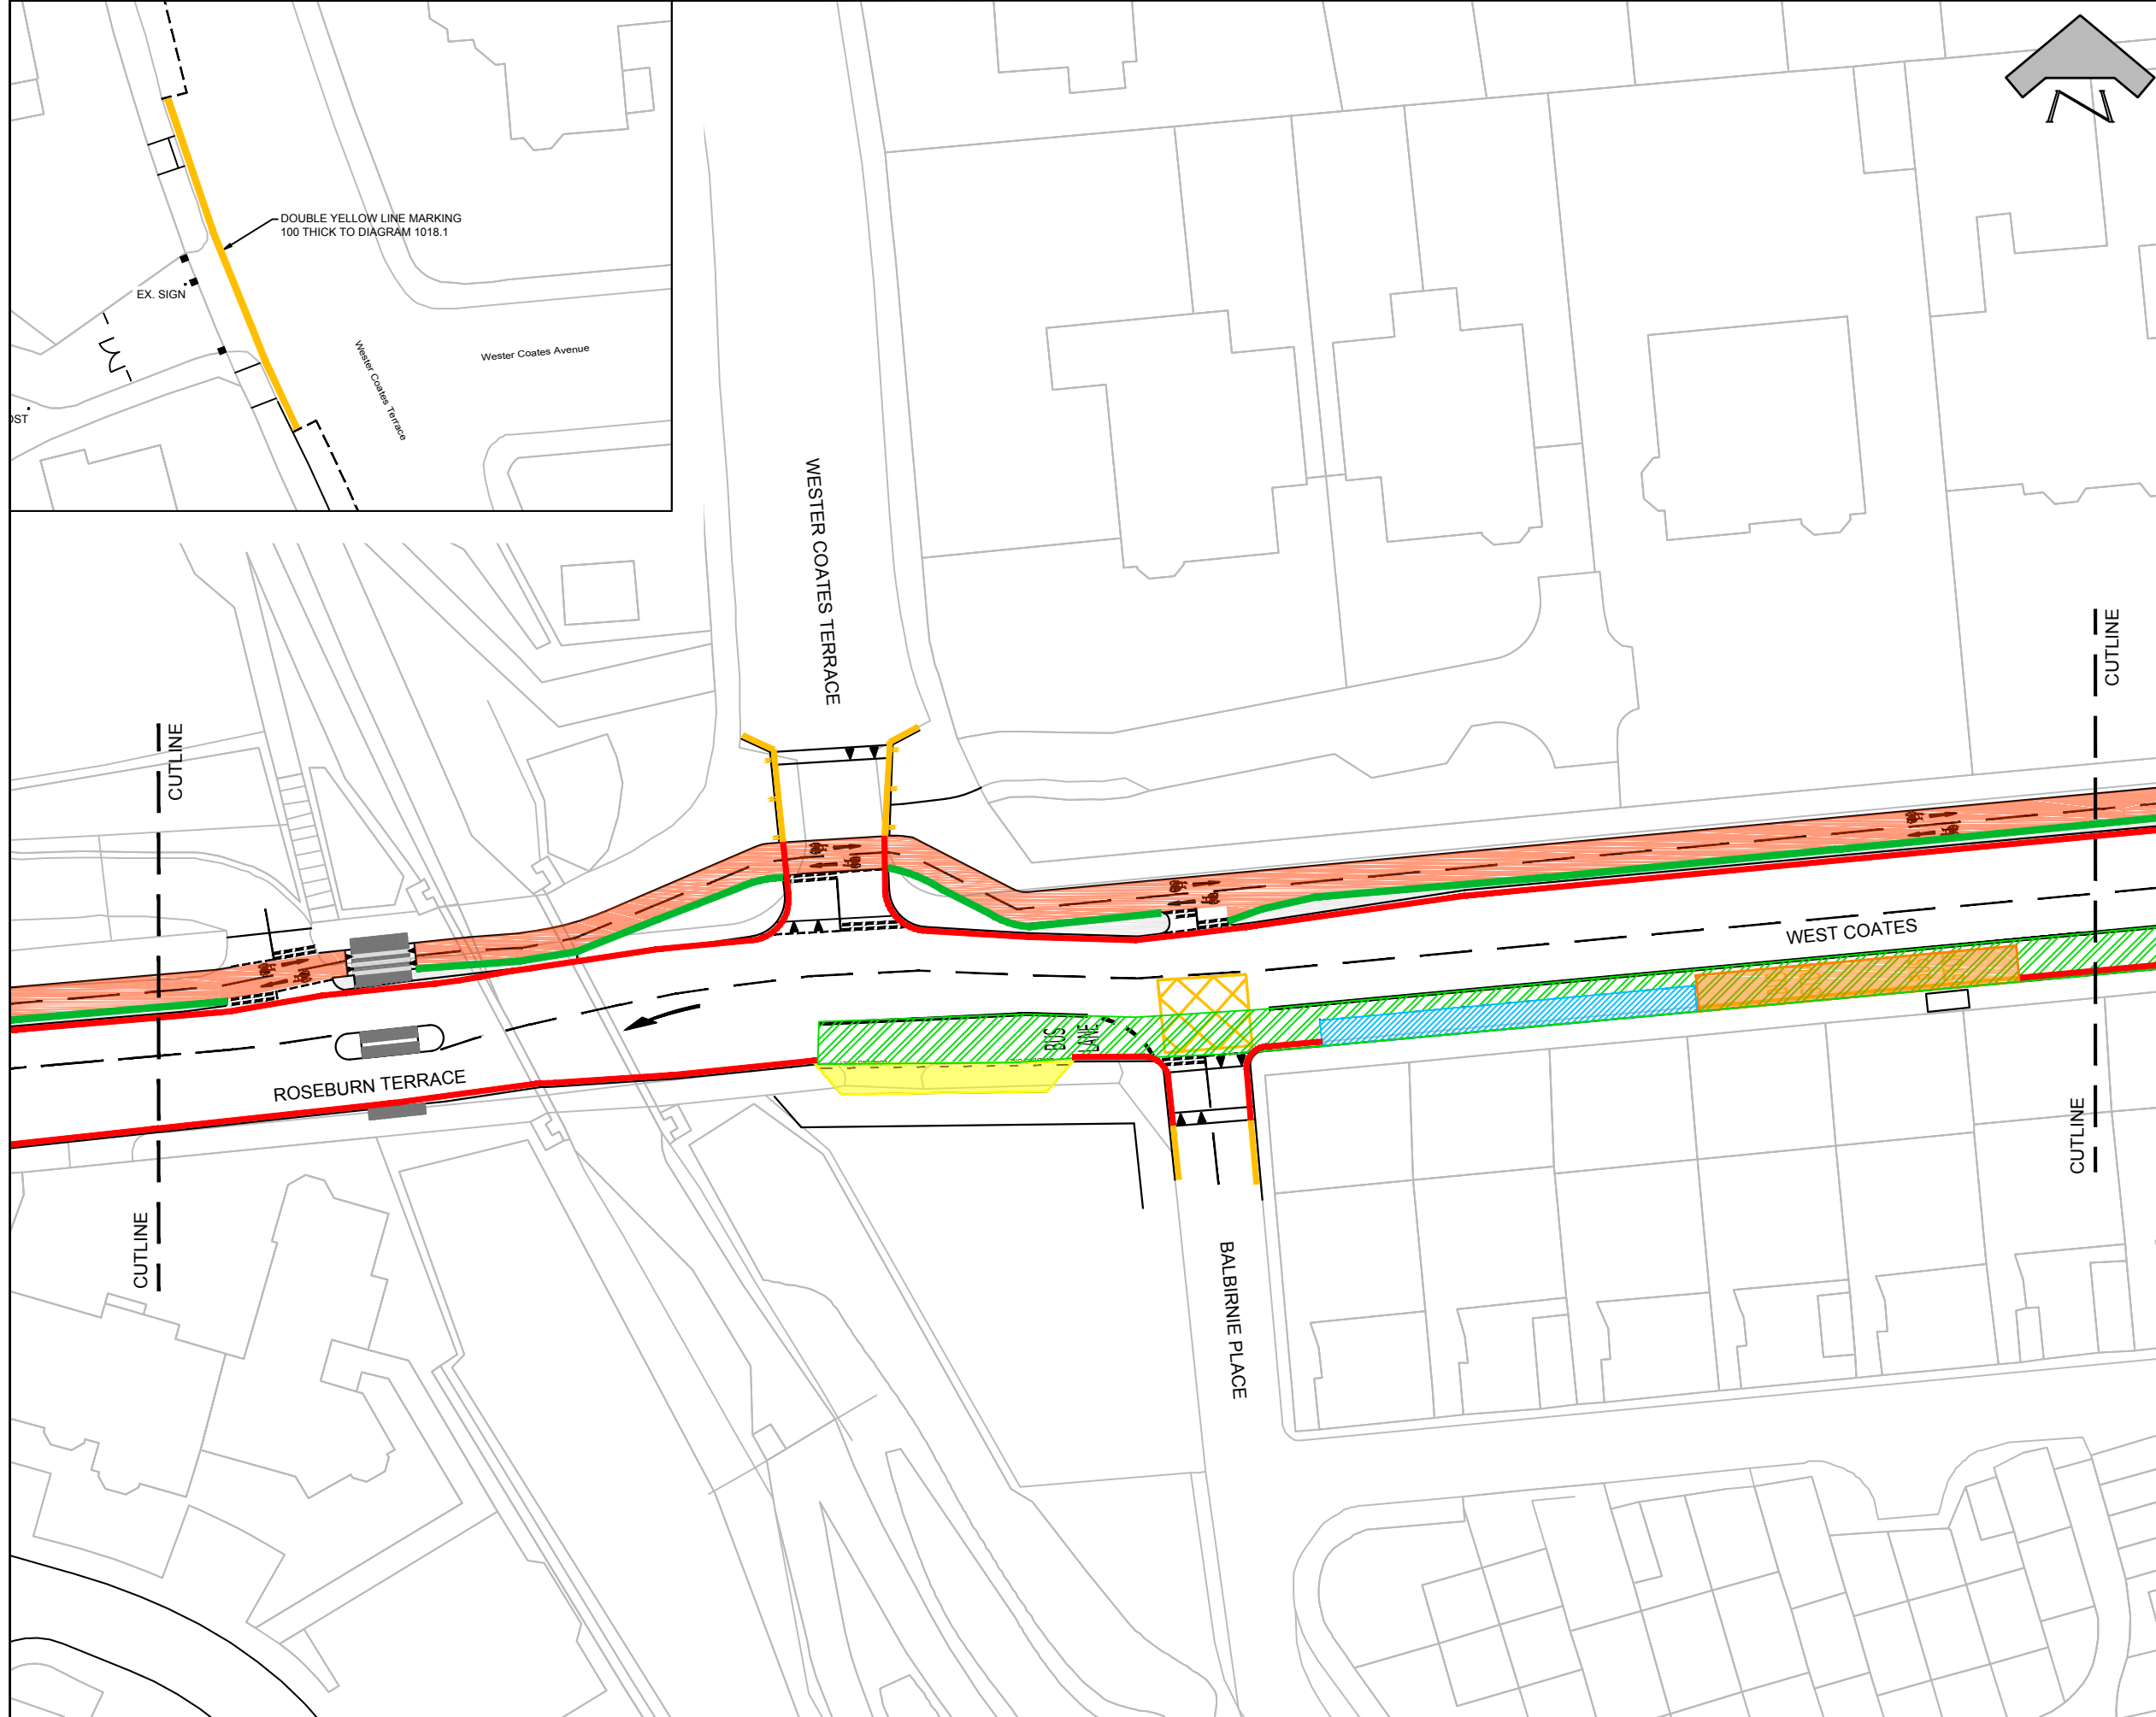 DOUBLE YELLOW LINE MARKING
100 THICK TO DIAGRAM 1018.1
EX. SIGN
Wester Coates Terrace
Wester Coates Avenue
OST
WESTER COATES TERRACE
CUTLINE
CUTLINE
WEST COATES
BUS
LANE
ROSEBURN TERRACE
CUTLINE
CUTLINE
BALBIRNIE PLACE